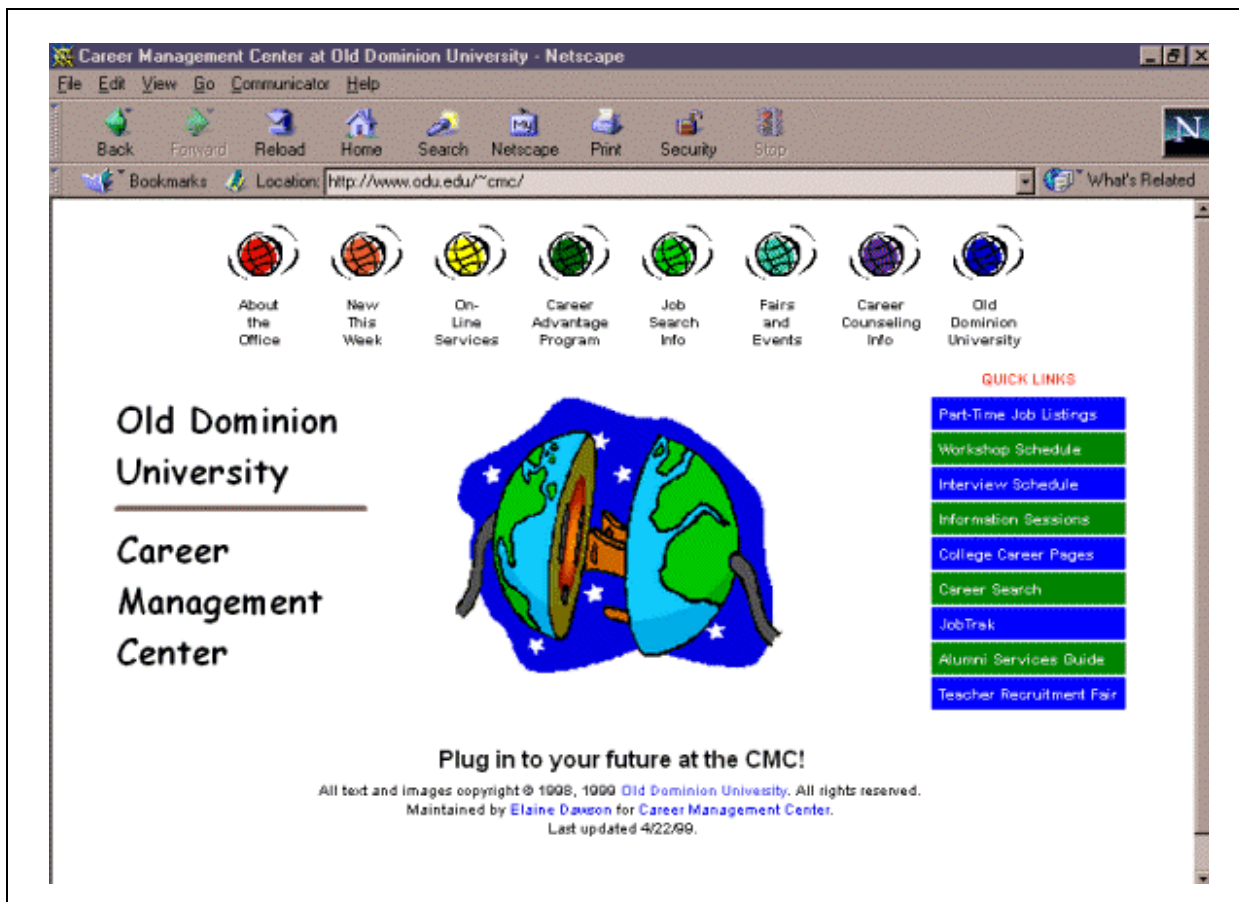 Career Management Center at Old Dominion University - Netscape
File Edit View Go Communicator Help
Back Forward Reload Home Search Netscape Print Security Stop
My
N
Bookmarks Location: http://www.odu.edu/~cmc/ What's Related
About
the
Office
New
This
Week
On-
Line
Services
Career
Advantage
Program
Job
Search
Info
Fairs
and
Events
Career
Counseling
Info
Old
Dominion
University
Old Dominion
University
Career
Management
Center
QUICK LINKS
Part-Time Job Listings
Workshop Schedule
Interview Schedule
Information Sessions
College Career Pages
Career Search
JobTrak
Alumni Services Guide
Teacher Recruitment Fair
Plug in to your future at the CMC!
All text and images copyright © 1998, 1999 Old Dominion University. All rights reserved.
Maintained by Elaine Dawson for Career Management Center.
Last updated 4/22/99.